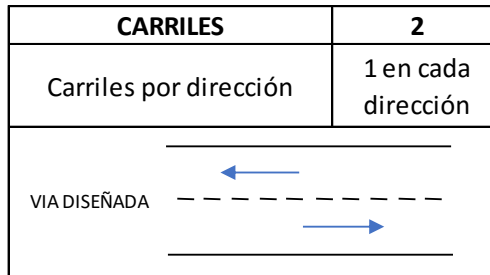 CARRILES 2
Carriles por dirección 1 en cada
dirección
VIA DISEÑADA